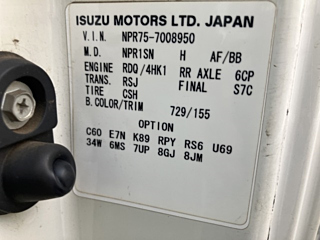 ISUZU MOTORS LTD. JAPAN
V.I.N. NPR75-7008950
M.D. NPR1SN H AF/BB
ENGINE RDQ/4HK1 RR AXLE 6CP
TRANS. RSJ FINAL S7C
TIRE CSH
B.COLOR/TRIM 729/155
OPTION
C60 E7N K89 RPY RS6 U69
34W 6MS 7UP 8GJ 8JM